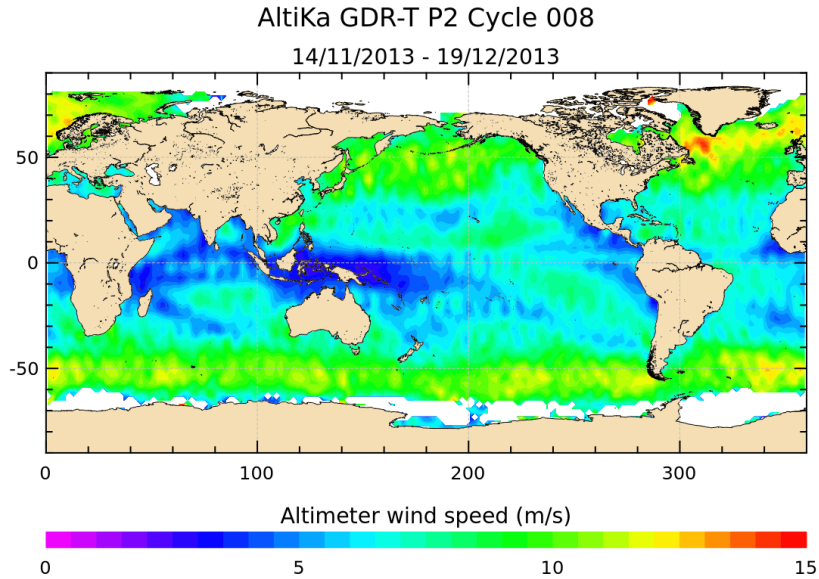 AltiKa GDR-T P2 Cycle 008
14/11/2013 - 19/12/2013
50
0
-50
0 100 200 300
Altimeter wind speed (m/s)
0 5 10 15